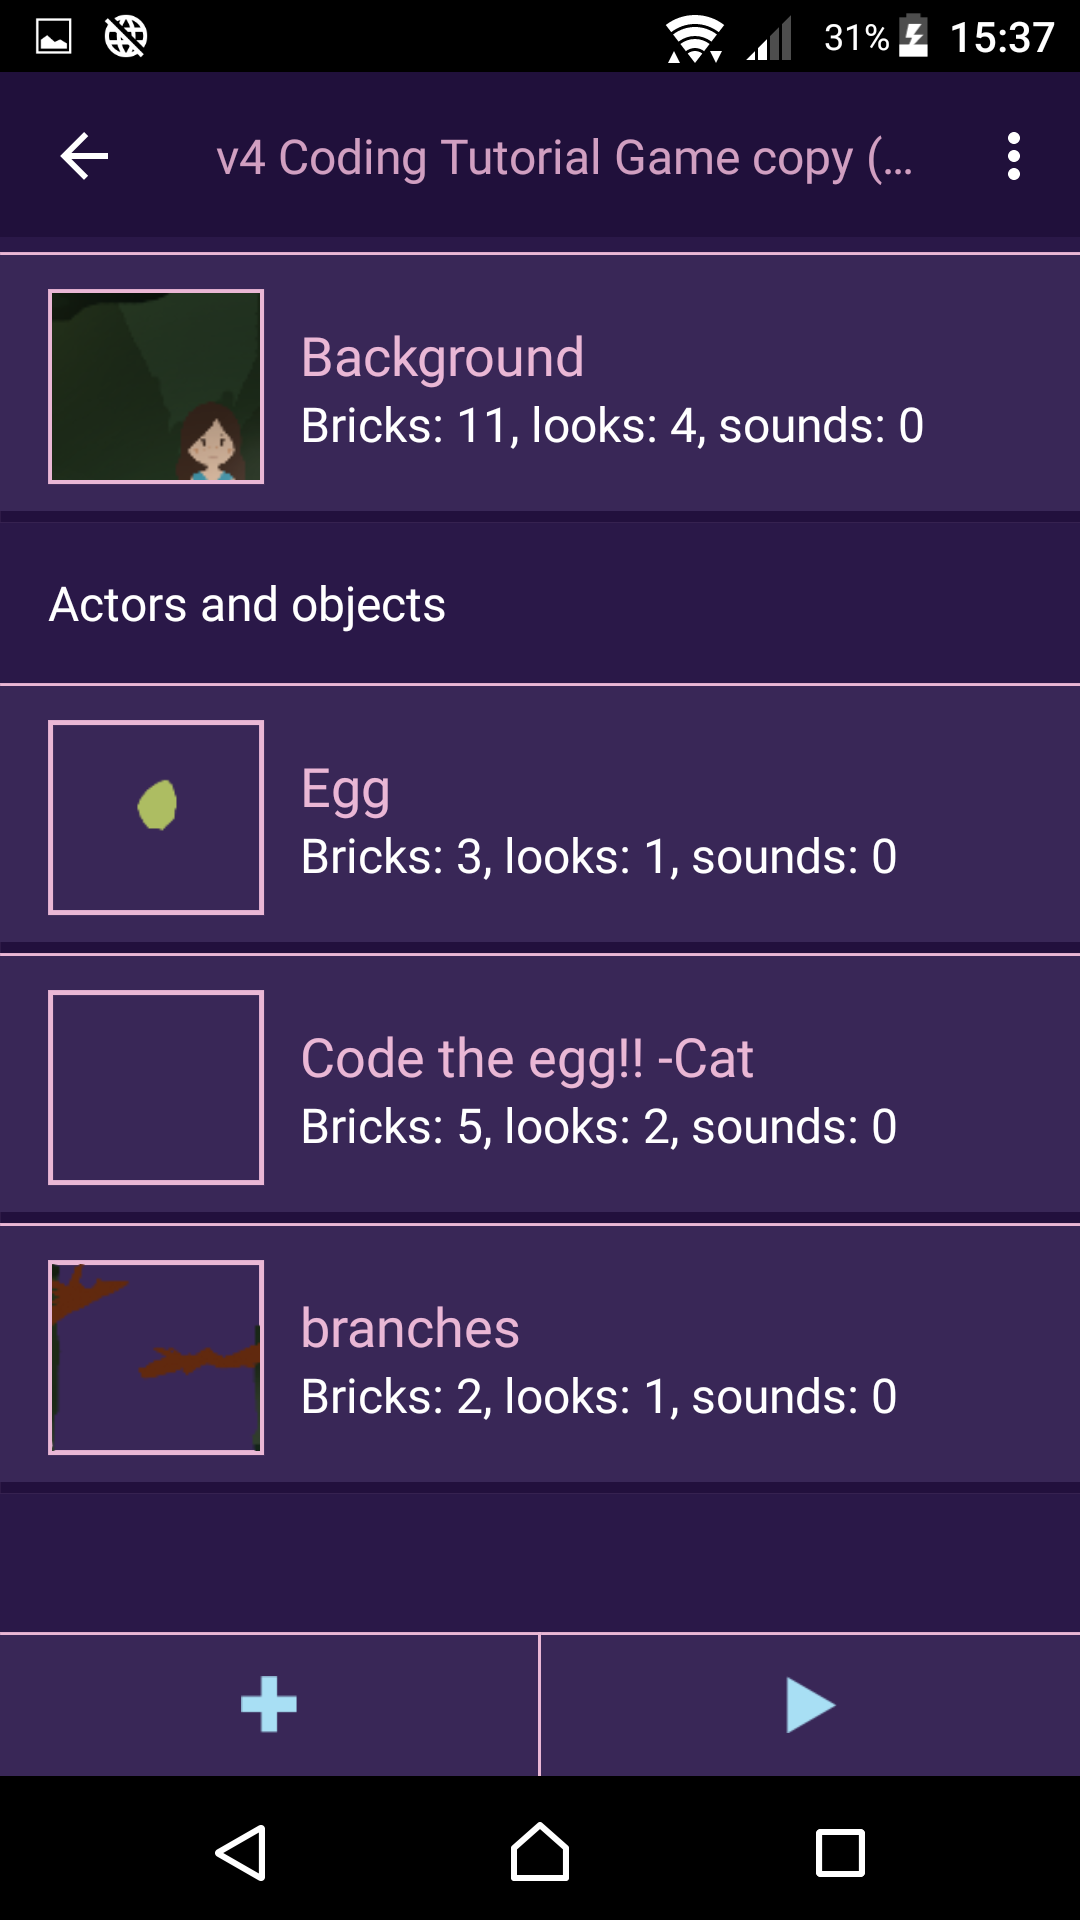 31% 15:37
v4 Coding Tutorial Game copy (...
Background
Bricks: 11, looks: 4, sounds: 0
Actors and objects
Egg
Bricks: 3, looks: 1, sounds: 0
Code the egg!! -Cat
Bricks: 5, looks: 2, sounds: 0
branches
Bricks: 2, looks: 1, sounds: 0